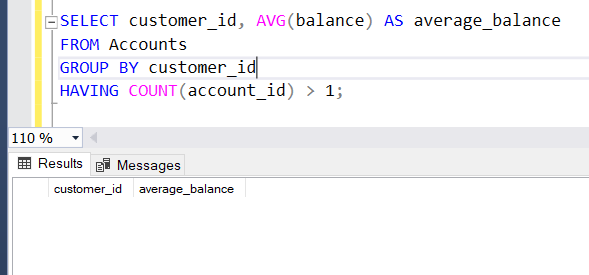 SELECT customer_id, AVG(balance) AS average_balance
FROM Accounts
GROUP BY customer_id
HAVING COUNT(account_id) > 1;
110 %
Results Messages
customer_id average_balance